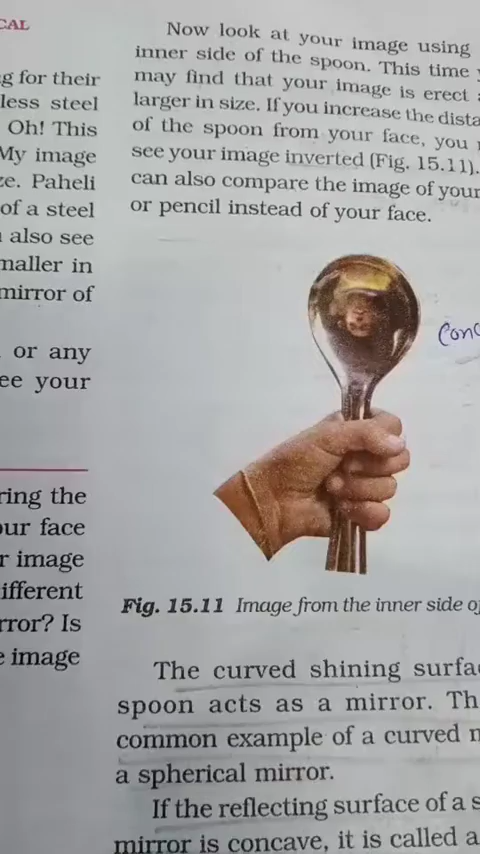 CAL
g for their
less steel
Oh! This
My image
ze. Paheli
of a steel
also see
maller in
mirror of
or any
ee your
ring the
our face
r image
ifferent
rror? Is
e image
Now look at your image using
inner side of the spoon. This time
may find that your image is erect
larger in size. If you increase the dista
of the spoon from your face, you
see your image inverted (Fig. 15.11).
can also compare the image of your
or pencil instead of your face.
Conc
Fig. 15.11 Image from the inner side of
The curved shining surfa
spoon acts as a mirror. Th
common example of a curved
a spherical mirror.
If the reflecting surface of a s
mirror is concave, it is called a